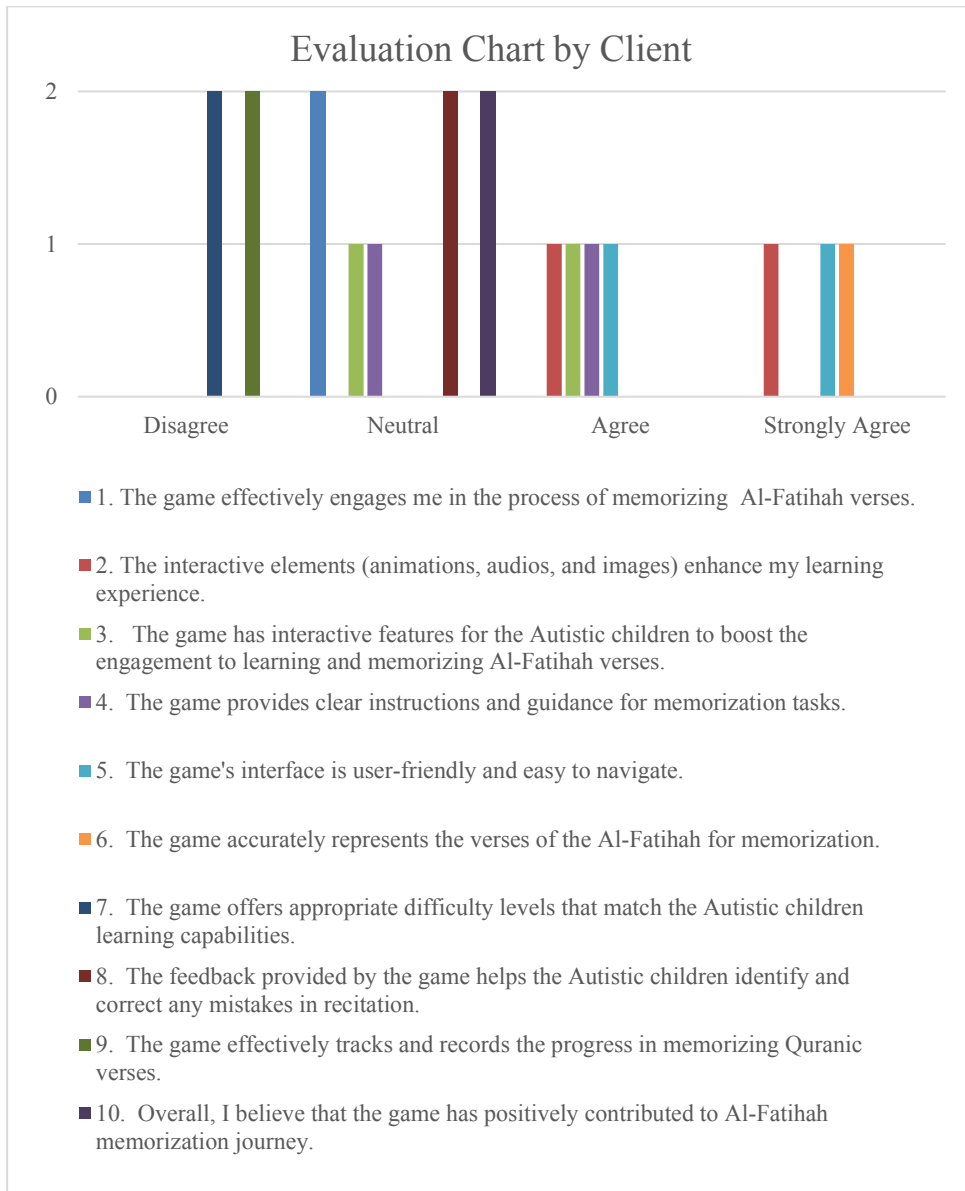 Evaluation Chart by Client
2
1
0
Disagree Neutral Agree Strongly Agree
1. The game effectively engages me in the process of memorizing Al-Fatihah verses.
2. The interactive elements (animations, audios, and images) enhance my learning
experience.
3. The game has interactive features for the Autistic children to boost the
engagement to learning and memorizing Al-Fatihah verses.
4. The game provides clear instructions and guidance for memorization tasks.
5. The game's interface is user-friendly and easy to navigate.
6. The game accurately represents the verses of the Al-Fatihah for memorization.
7. The game offers appropriate difficulty levels that match the Autistic children
learning capabilities.
8. The feedback provided by the game helps the Autistic children identify and
correct any mistakes in recitation.
9. The game effectively tracks and records the progress in memorizing Quranic
verses.
10. Overall, I believe that the game has positively contributed to Al-Fatihah
memorization journey.